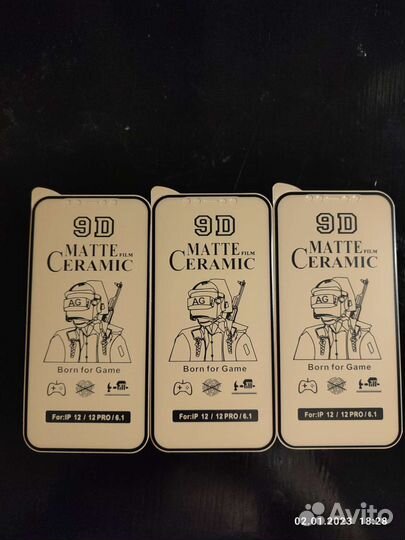 9D
MATTE FILM
CERAMIC
AG
Born for Game
For:IP 12 / 12 PRO/6.1
9D
MATTE FILM
CERAMIC
AG
Born for Game
For:IP 12 / 12 PRO/6.1
9D
MATTE FILM
CERAMIC
AG
Born for Game
For:IP 12 / 12 PRO/6.1
Avito
02.01.2023 18:28